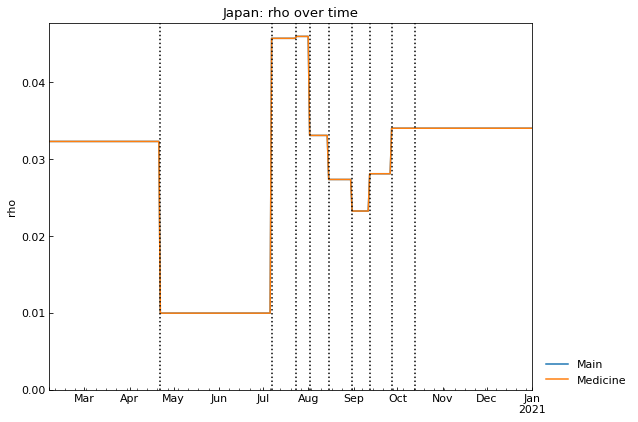 Japan: rho over time
0.04
0.03
0.02
0.01
0.00
rho
Mar Apr May Jun Jul Aug Sep Oct Nov Dec Jan
2021
Main
Medicine